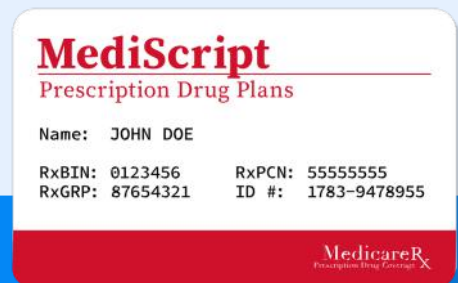 MediScript
Prescription Drug Plans
Name: JOHN DOE
RxBIN: 0123456 RxPCN: 55555555
RxGRP: 87654321 ID #: 1783-9478955
MedicareRx
Prescription Drug Coverage